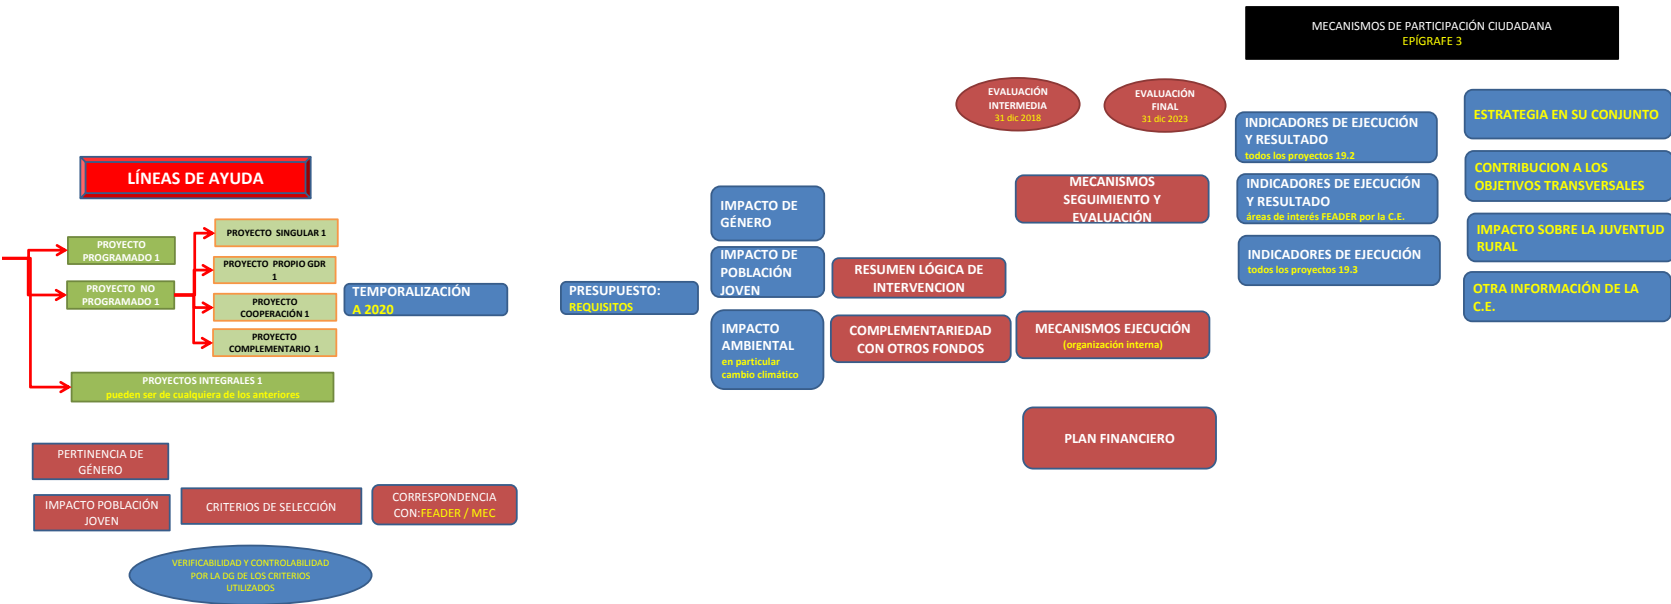 MECANISMOS DE PARTICIPACIÓN CIUDADANA
EPÍGRAFE 3
LÍNEAS DE AYUDA
PROYECTO
PROGRAMADO 1
PROYECTO NO
PROGRAMADO 1
PROYECTO SINGULAR 1
PROYECTO PROPIO GDR
1
PROYECTO
COOPERACIÓN 1
PROYECTO
COMPLEMENTARIO 1
PROYECTOS INTEGRALES 1
pueden ser de cualquiera de los anteriores
PERTINENCIA DE
GÉNERO
IMPACTO POBLACIÓN
JOVEN
CRITERIOS DE SELECCIÓN
CORRESPONDENCIA
CON:FEADER / MEC
VERIFICABILIDAD Y CONTROLABILIDAD
POR LA DG DE LOS CRITERIOS
UTILIZADOS
TEMPORALIZACIÓN
A 2020
PRESUPUESTO:
REQUISITOS
IMPACTO DE
GÉNERO
IMPACTO DE
POBLACIÓN
JOVEN
IMPACTO
AMBIENTAL
en particular
cambio climático
RESUMEN LÓGICA DE
INTERVENCION
COMPLEMENTARIEDAD
CON OTROS FONDOS
EVALUACIÓN
INTERMEDIA
31 dic 2018
EVALUACIÓN
FINAL
31 dic 2023
MECANISMOS
SEGUIMIENTO Y
EVALUACIÓN
MECANISMOS EJECUCIÓN
(organización interna)
PLAN FINANCIERO
INDICADORES DE EJECUCIÓN
Y RESULTADO
todos los proyectos 19.2
INDICADORES DE EJECUCIÓN
Y RESULTADO
áreas de interés FEADER por la C.E.
INDICADORES DE EJECUCIÓN
todos los proyectos 19.3
ESTRATEGIA EN SU CONJUNTO
CONTRIBUCION A LOS
OBJETIVOS TRANSVERSALES
IMPACTO SOBRE LA JUVENTUD
RURAL
OTRA INFORMACIÓN DE LA
C.E.